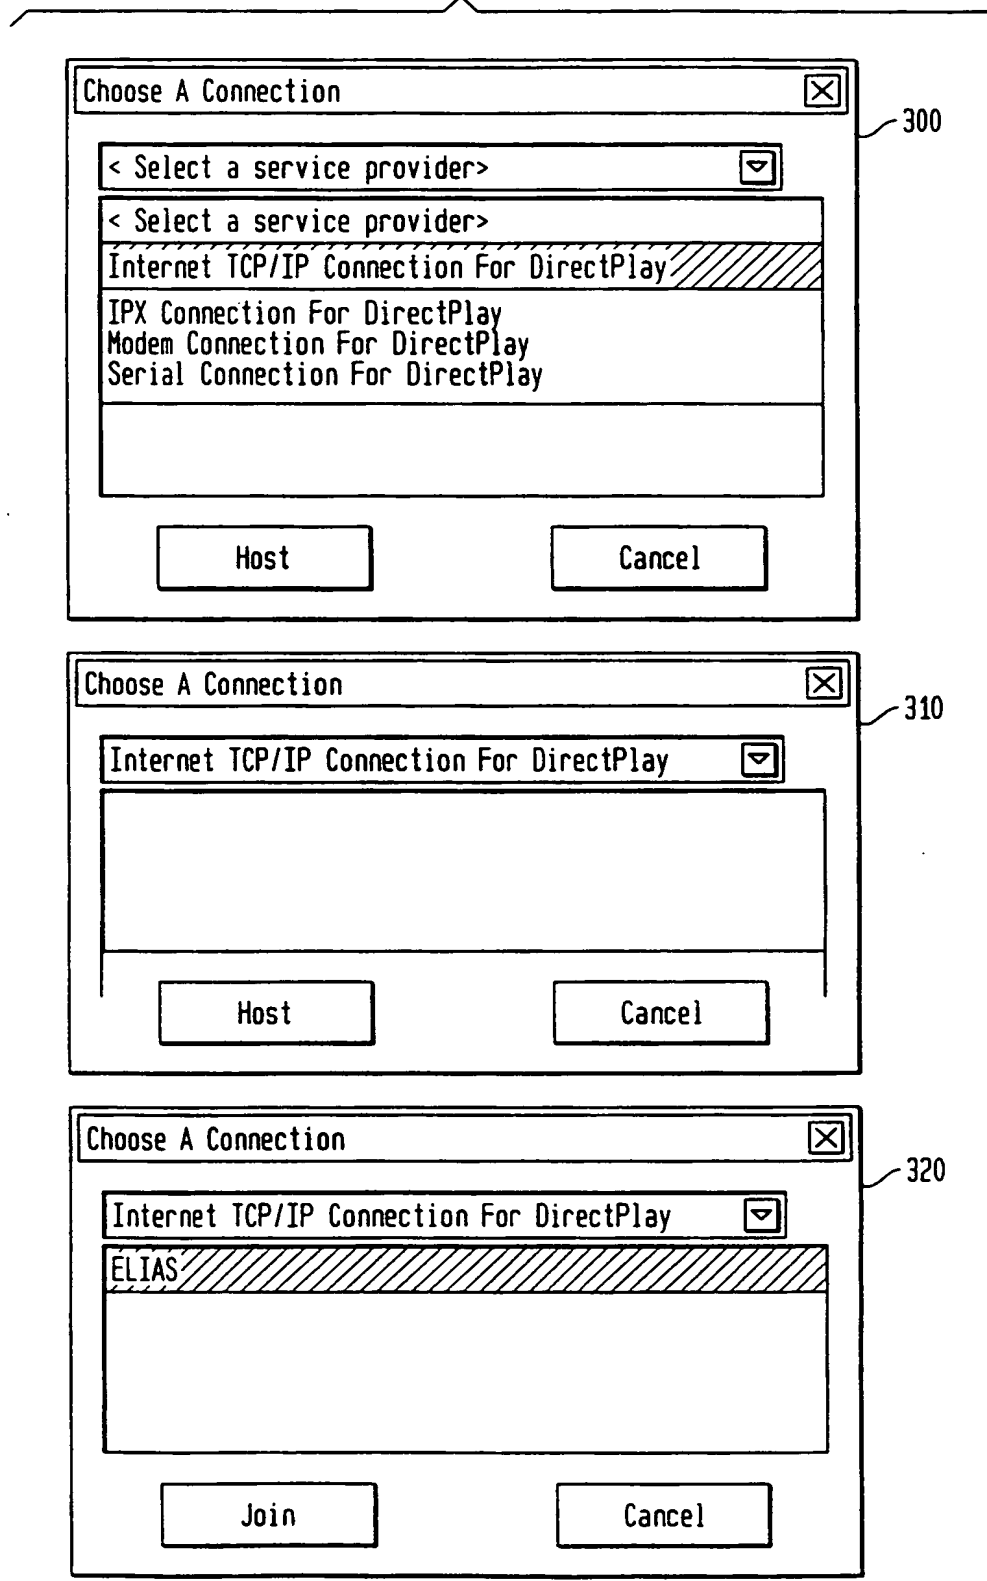 Choose A Connection
300
< Select a service provider>
< Select a service provider>
Internet TCP/IP Connection For DirectPlay
IPX Connection For DirectPlay
Modem Connection For DirectPlay
Serial Connection For DirectPlay
Host Cancel
Choose A Connection
310
Internet TCP/IP Connection For DirectPlay
Host Cancel
Choose A Connection
320
Internet TCP/IP Connection For DirectPlay
ELIAS
Join Cancel